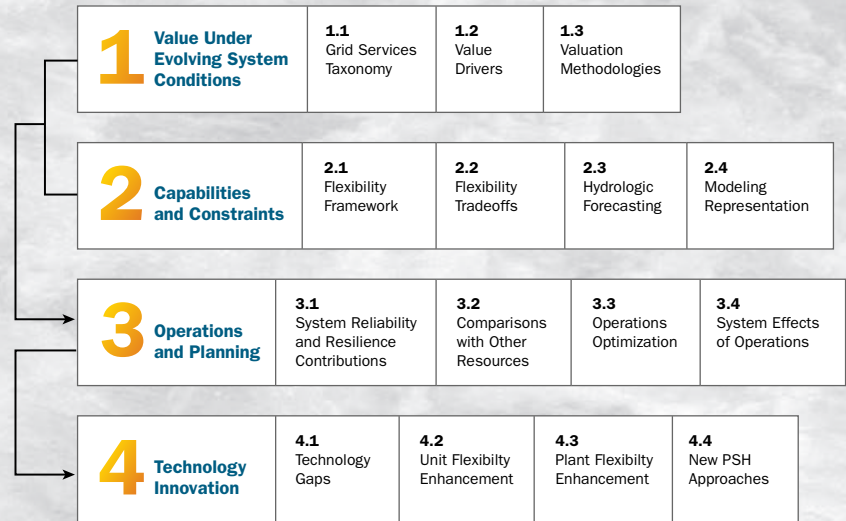 1
Value Under
Evolving System
Conditions
1.1
Grid Services
Taxonomy
1.2
Value
Drivers
1.3
Valuation
Methodologies
2
Capabilities
and Constraints
2.1
Flexibility
Framework
2.2
Flexibility
Tradeoffs
2.3
Hydrologic
Forecasting
2.4
Modeling
Representation
3
Operations
and Planning
3.1
System Reliability
and Resilience
Contributions
3.2
Comparisons
with Other
Resources
3.3
Operations
Optimization
3.4
System Effects
of Operations
4
Technology
Innovation
4.1
Technology
Gaps
4.2
Unit Flexibilty
Enhancement
4.3
Plant Flexibilty
Enhancement
4.4
New PSH
Approaches